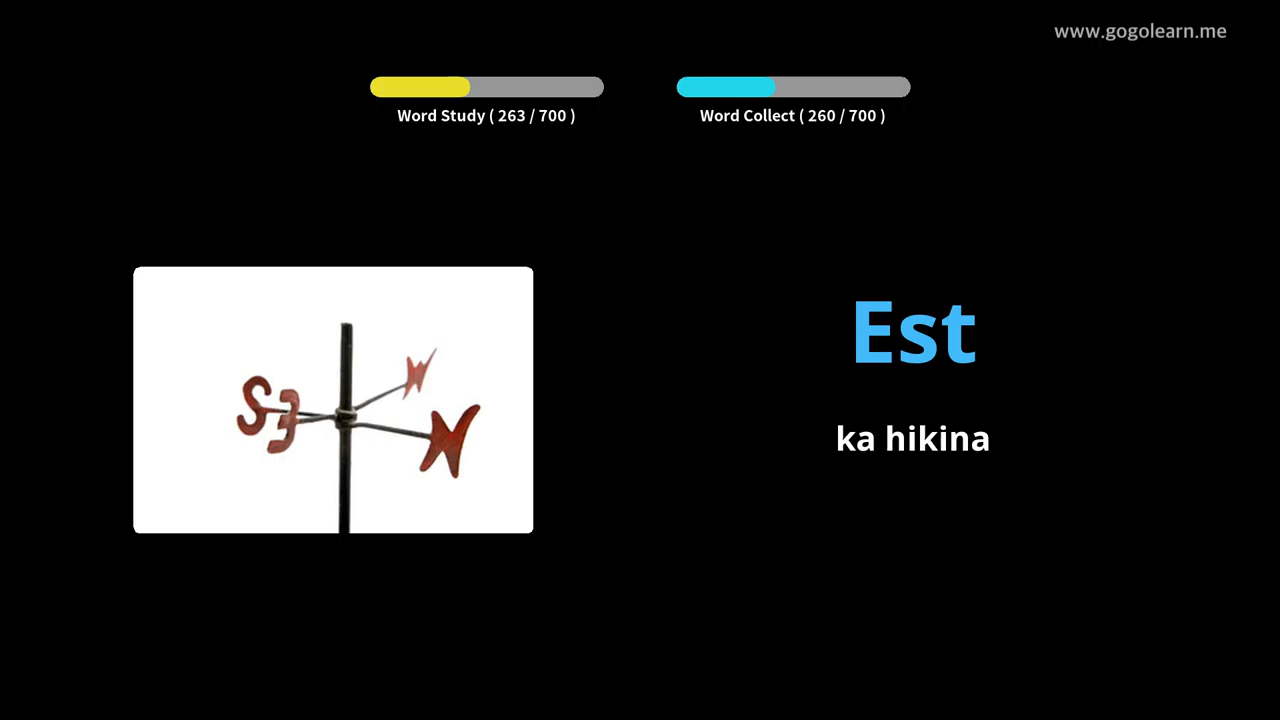 www.gogolearn.me
Word Study ( 263 / 700 )
Word Collect ( 260 / 700 )
Est
ka hikina
S
E
N